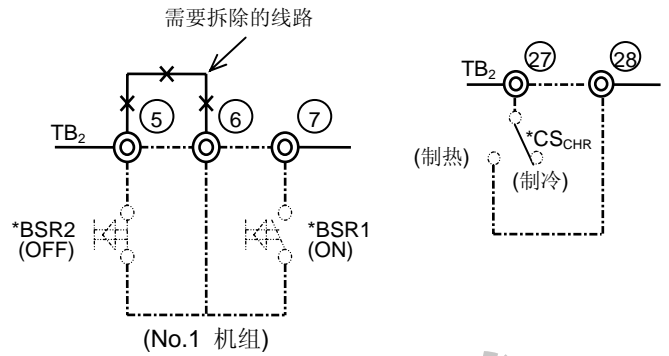 需要拆除的线路
TB2 5 6 7
*BSR2
(OFF)
*BSR1
(ON)
(No.1 机组)
TB2 27 28
*CSCHR
(制热)
(制冷)